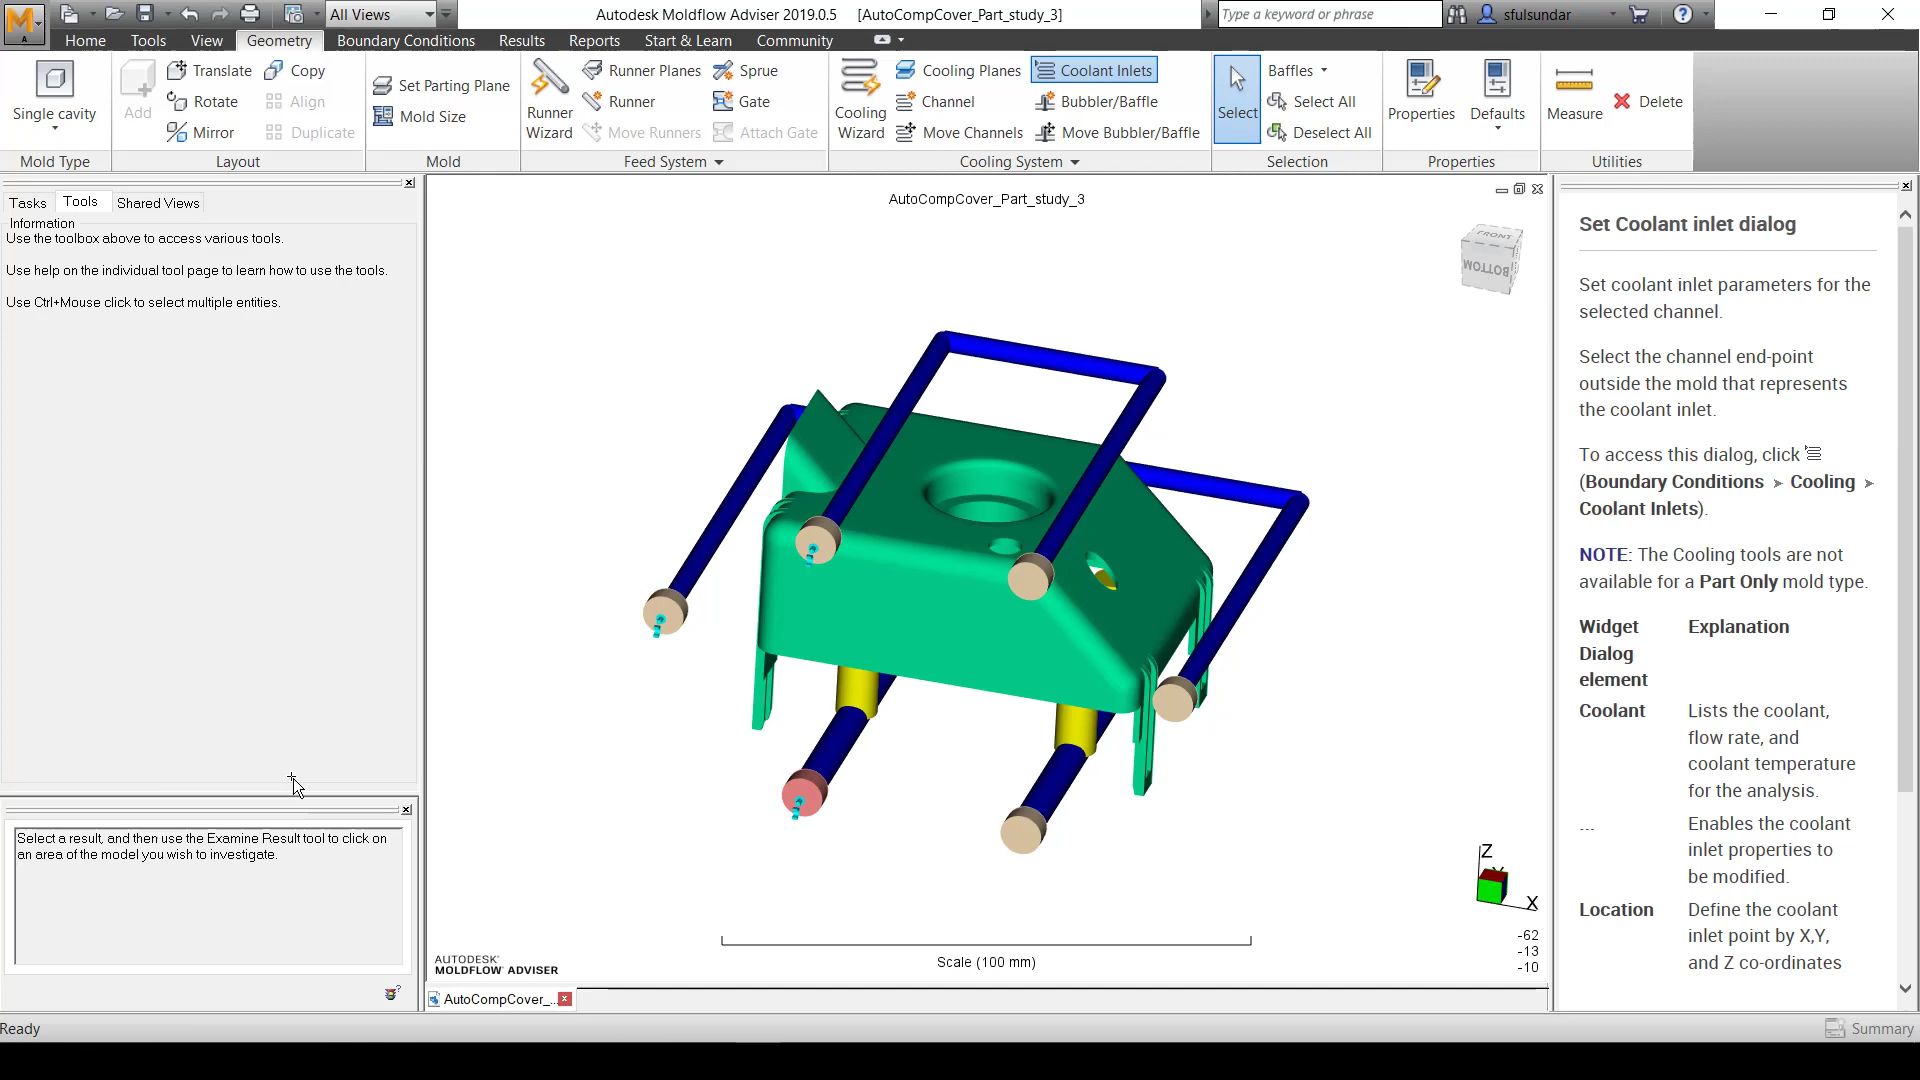 All Views
Autodesk Moldflow Adviser 2019.0.5 [AutoCompCover_Part_study_3]
Type a keyword or phrase
sfulsundar
Home Tools View Geometry Boundary Conditions Results Reports Start & Learn Community
Single cavity
Mold Type
Add
Translate
Rotate
Mirror
Copy
Align
Duplicate
Layout
Set Parting Plane
Mold Size
Mold
Runner Wizard
Runner Planes
Runner
Move Runners
Sprue
Gate
Attach Gate
Feed System
Cooling Wizard
Cooling Planes
Channel
Move Channels
Coolant Inlets
Bubbler/Baffle
Move Bubbler/Baffle
Cooling System
Select
Baffles
Select All
Deselect All
Selection
Properties
Defaults
Properties
Measure
Delete
Utilities
Tasks Tools Shared Views
Information
Use the toolbox above to access various tools.
Use help on the individual tool page to learn how to use the tools.
Use Ctrl+Mouse click to select multiple entities.
Select a result, and then use the Examine Result tool to click on
an area of the model you wish to investigate.
AutoCompCover_Part_study_3
FRONT
BOTTOM
Z
Y
X
-62
-13
-10
Scale (100 mm)
AUTODESK®
MOLDFLOW® ADVISER
AutoCompCover_...
Set Coolant inlet dialog
Set coolant inlet parameters for the
selected channel.
Select the channel end-point
outside the mold that represents
the coolant inlet.
To access this dialog, click
(Boundary Conditions > Cooling >
Coolant Inlets).
NOTE: The Cooling tools are not
available for a Part Only mold type.
Widget Explanation
Dialog
element
Coolant Lists the coolant,
flow rate, and
coolant temperature
for the analysis.
... Enables the coolant
inlet properties to
be modified.
Location Define the coolant
inlet point by X,Y,
and Z co-ordinates
Ready
Summary